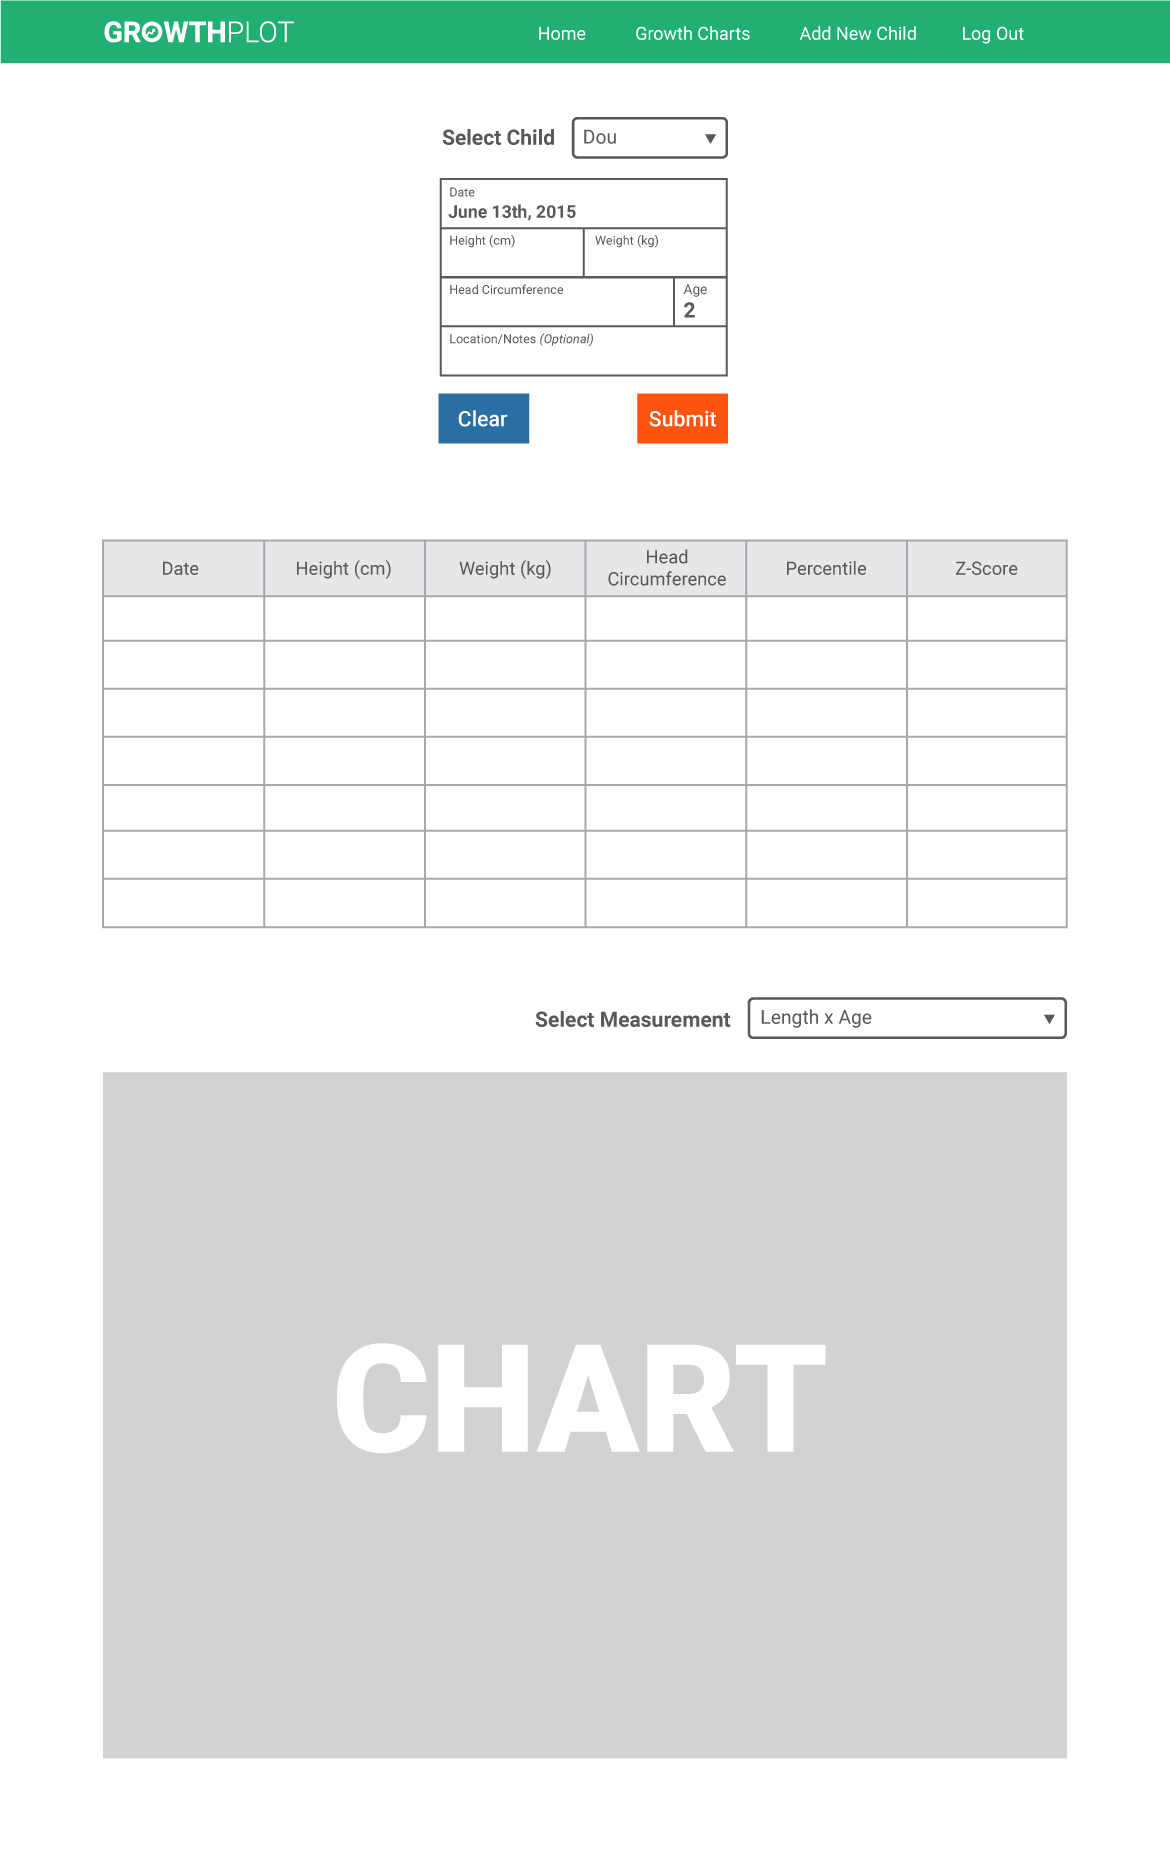 GROWTHPLOT Home Growth Charts Add New Child Log Out
Select Child Dou
Date
June 13th, 2015
Height (cm) Weight (kg)
Head Circumference Age
2
Location/Notes (Optional)
Clear Submit
Date Height (cm) Weight (kg) Head Circumference Percentile Z-Score
Select Measurement Length x Age
CHART